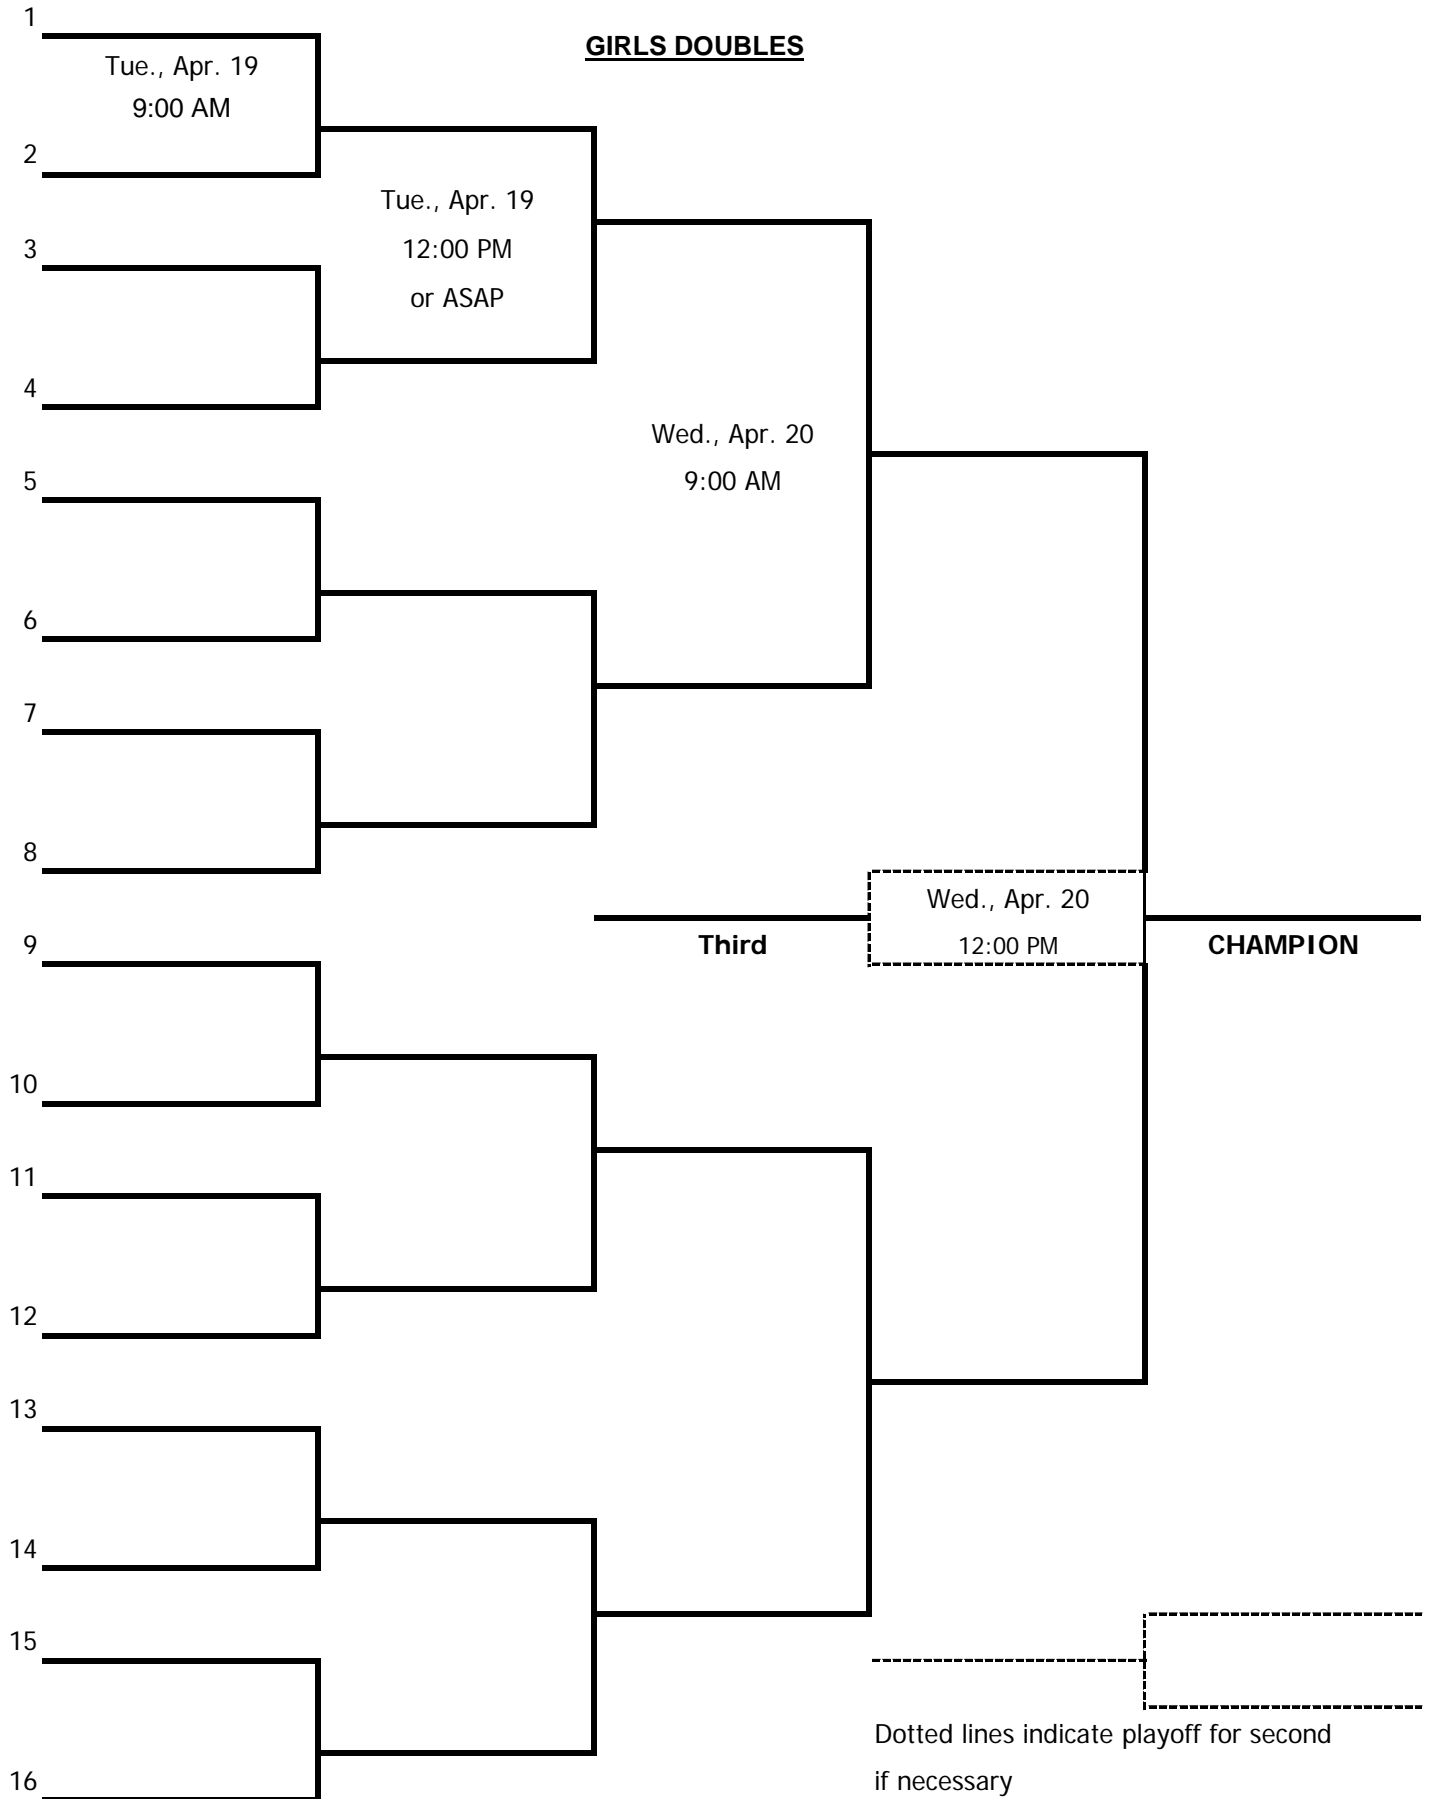 1
GIRLS DOUBLES
Tue., Apr. 19
9:00 AM
2
Tue., Apr. 19
3
12:00 PM
or ASAP
4
Wed., Apr. 20
5
9:00 AM
6
7
8
Wed., Apr. 20
9
Third
12:00 PM
CHAMPION
10
11
12
13
14
15
Dotted lines indicate playoff for second
16
if necessary